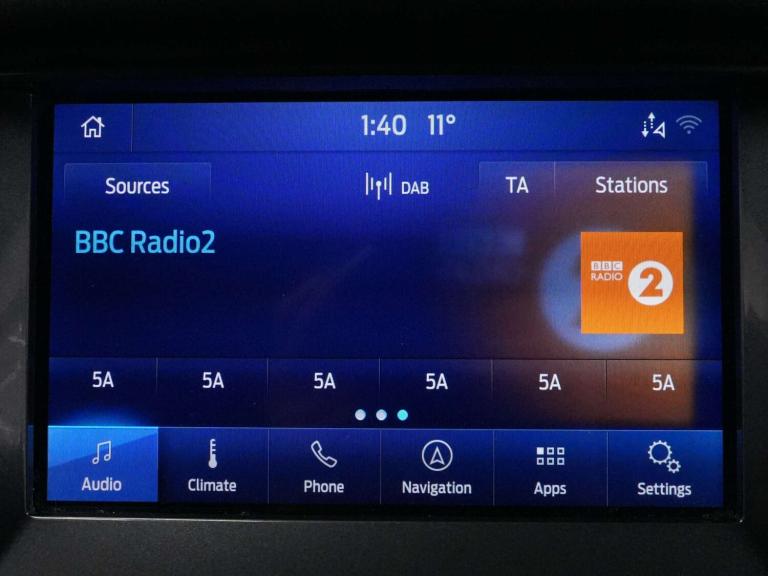 1:40 11°
Sources DAB TA Stations
BBC Radio2
BBC
RADIO 2
5A 5A 5A 5A 5A 5A
Audio Climate Phone Navigation Apps Settings